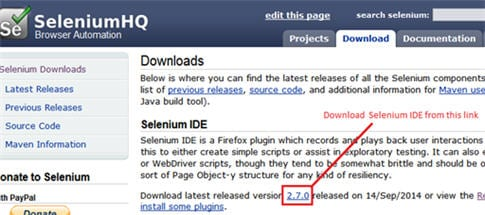 Se SeleniumHQ
Browser Automation
edit this page
search selenium:
Projects
Download
Documentation
Selenium Downloads
Latest Releases
Previous Releases
Source Code
Maven Information
Donate to Selenium
with PayPal
Donate
Downloads
Below is where you can find the latest releases of all the Selenium components
list of previous releases, source code, and additional information for Maven use
Java build tool).
Download Selenium IDE from this link
Selenium IDE
Selenium IDE is a Firefox plugin which records and plays back user interactions
this to either create simple scripts or assist in exploratory testing. It can also e
or WebDriver scripts, though they tend to be somewhat brittle and should be o
sort of Page Object-y structure for any kind of resiliency.
Download latest released version 2.7.0 released on 14/Sep/2014 or view the Re
install some plugins.